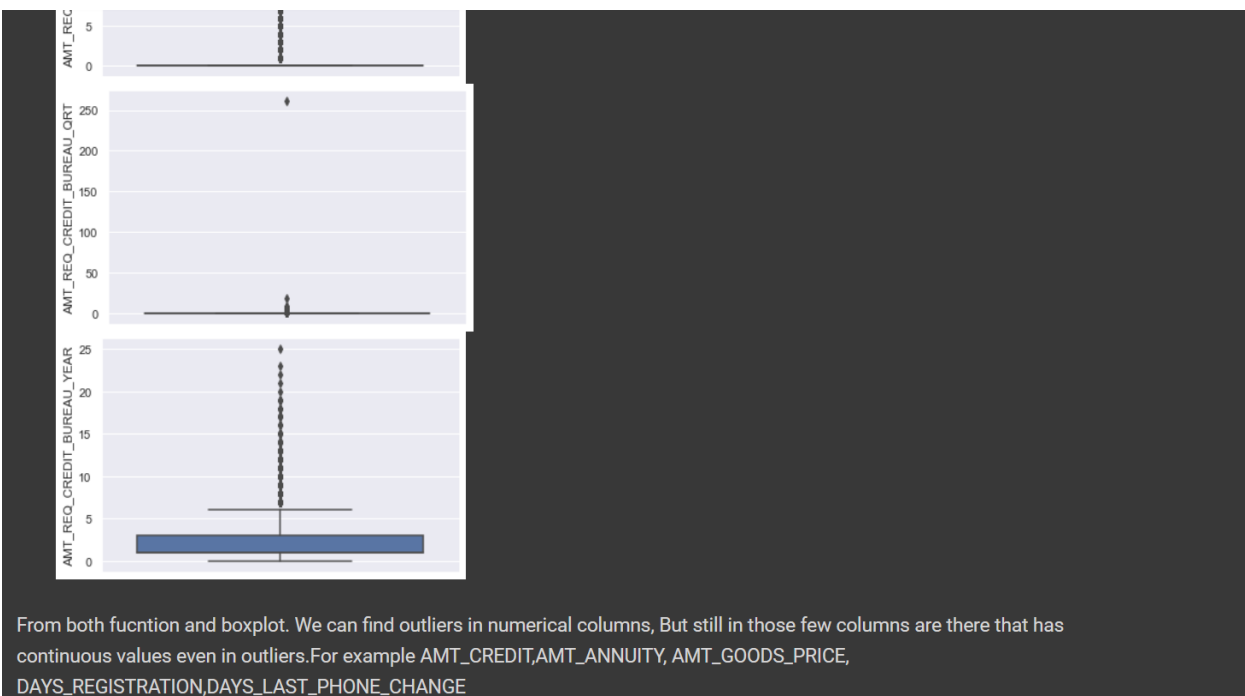 AMT_REC
5
0
AMT_REQ_CREDIT_BUREAU_QRT
250
200
150
100
50
0
AMT_REQ_CREDIT_BUREAU_YEAR
25
20
15
10
5
0
From both fucntion and boxplot. We can find outliers in numerical columns, But still in those few columns are there that has
continuous values even in outliers.For example AMT_CREDIT,AMT_ANNUITY, AMT_GOODS_PRICE,
DAYS_REGISTRATION,DAYS_LAST_PHONE_CHANGE